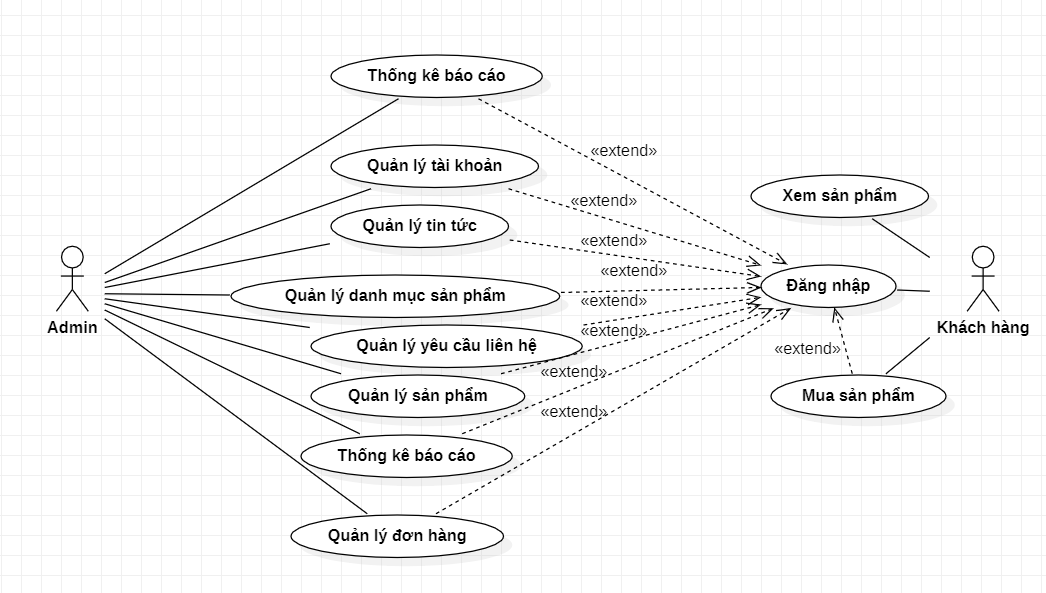 Thống kê báo cáo
«extend»
Quản lý tài khoản
«extend»
Xem sản phẩm
Quản lý tin tức
«extend»
«extend»
Đăng nhập
Quản lý danh mục sản phẩm
«extend»
Admin
Khách hàng
«extend»
Quản lý yêu cầu liên hệ
«extend»
«extend»
Quản lý sản phẩm
Mua sản phẩm
«extend»
Thống kê báo cáo
Quản lý đơn hàng